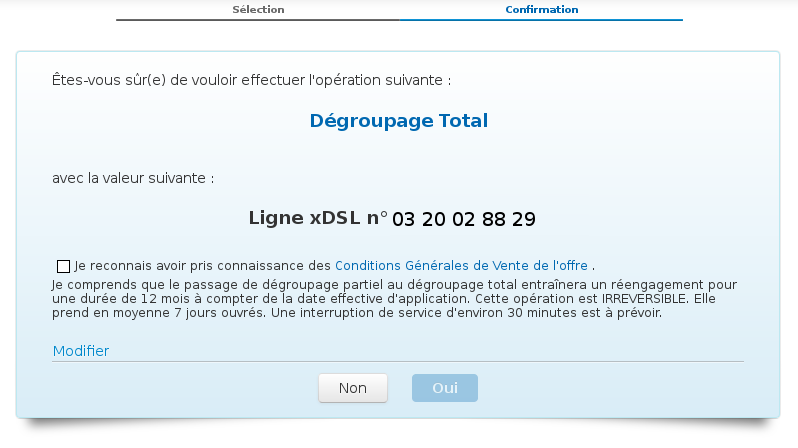 Sélection Confirmation
Êtes-vous sûr(e) de vouloir effectuer l'opération suivante :
Dégroupage Total
avec la valeur suivante :
Ligne xDSL n° 03 20 02 88 29
Je reconnais avoir pris connaissance des Conditions Générales de Vente de l'offre .
Je comprends que le passage de dégroupage partiel au dégroupage total entraînera un réengagement pour
une durée de 12 mois à compter de la date effective d'application. Cette opération est IRREVERSIBLE. Elle
prend en moyenne 7 jours ouvrés. Une interruption de service d'environ 30 minutes est à prévoir.
Modifier
Non Oui